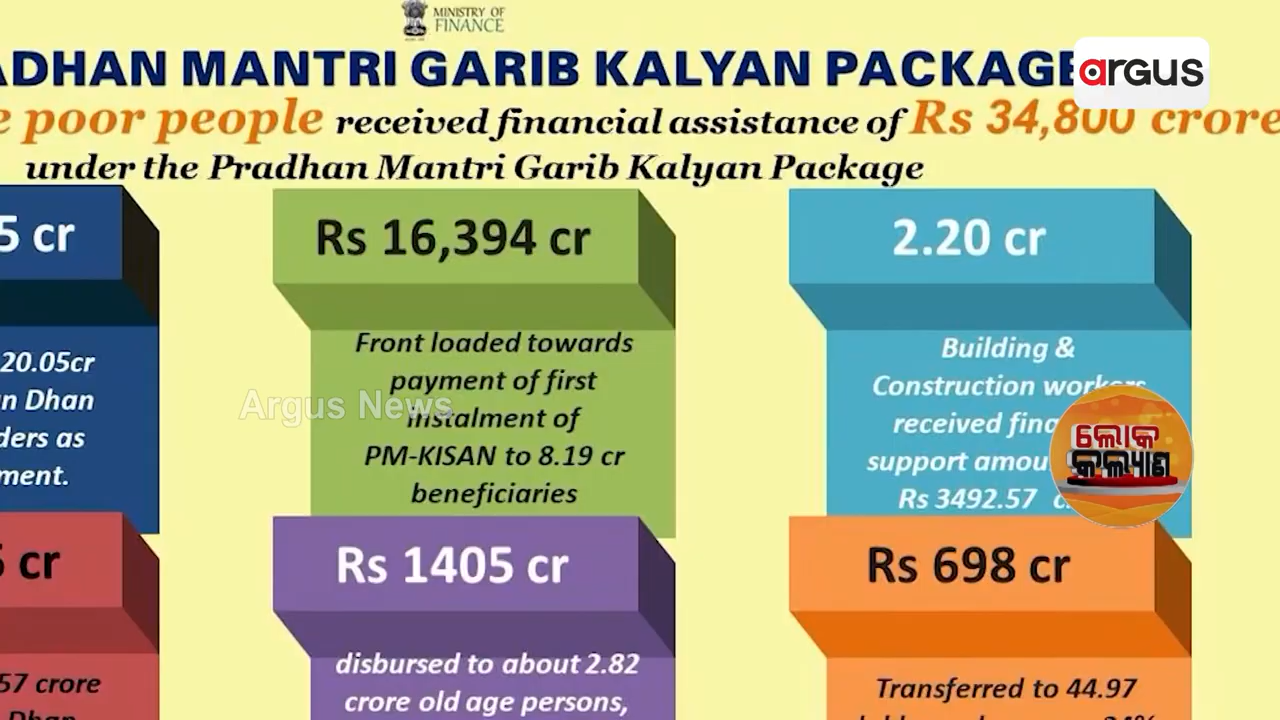 MINISTRY OF
FINANCE
ADHAN MANTRI GARIB KALYAN PACKAGE
argus
e poor people received financial assistance of Rs 34,800 crore
under the Pradhan Mantri Garib Kalyan Package
5 cr
20.05cr
n Dhan
ders as
ment.
Rs 16,394 cr
Front loaded towards
payment of first
instalment of
PM-KISAN to 8.19 cr
beneficiaries
Argus News
2.20 cr
Building &
Construction workers
received fina
support amou
Rs 3492.57 c
ଲୋକ
କଲ୍ୟାଣ
cr
57 crore
Dhan
Rs 1405 cr
disbursed to about 2.82
crore old age persons,
Rs 698 cr
Transferred to 44.97